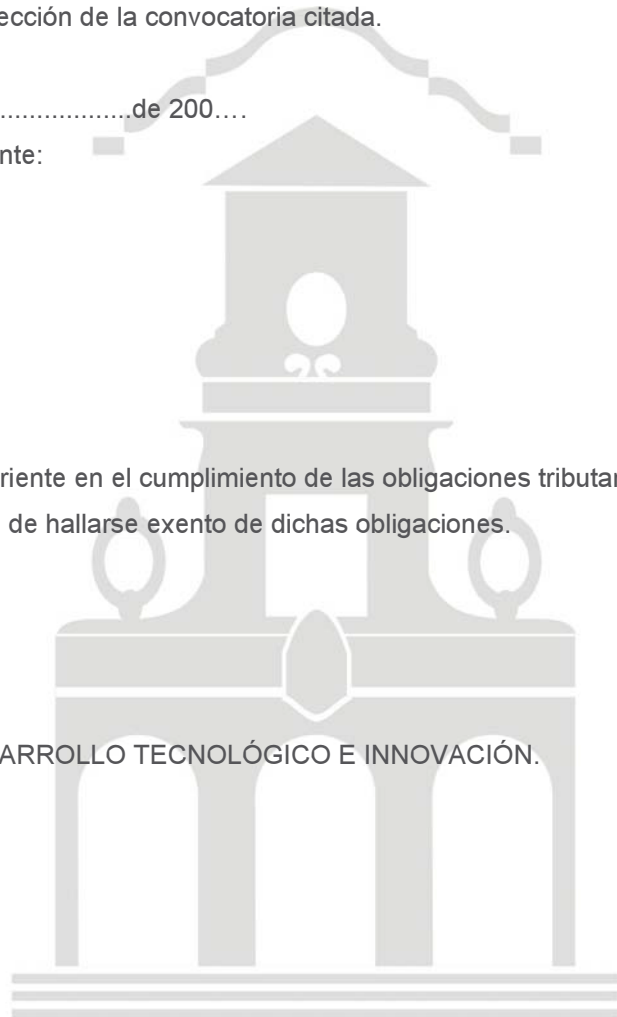 ección de la convocatoria citada.
..................de 200….
nte:
riente en el cumplimiento de las obligaciones tributar
de hallarse exento de dichas obligaciones.
ARROLLO TECNOLÓGICO E INNOVACIÓN.